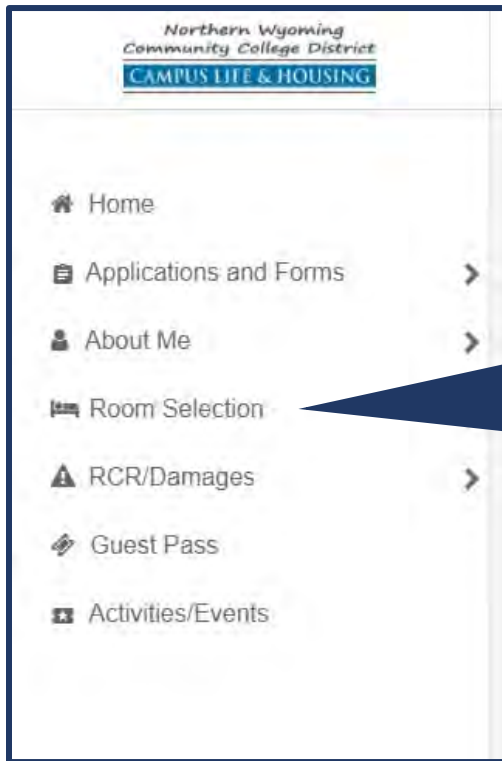 Northern Wyoming
Community College District
CAMPUS LIFE & HOUSING
Home
Applications and Forms
About Me
Room Selection
RCR/Damages
Guest Pass
Activities/Events